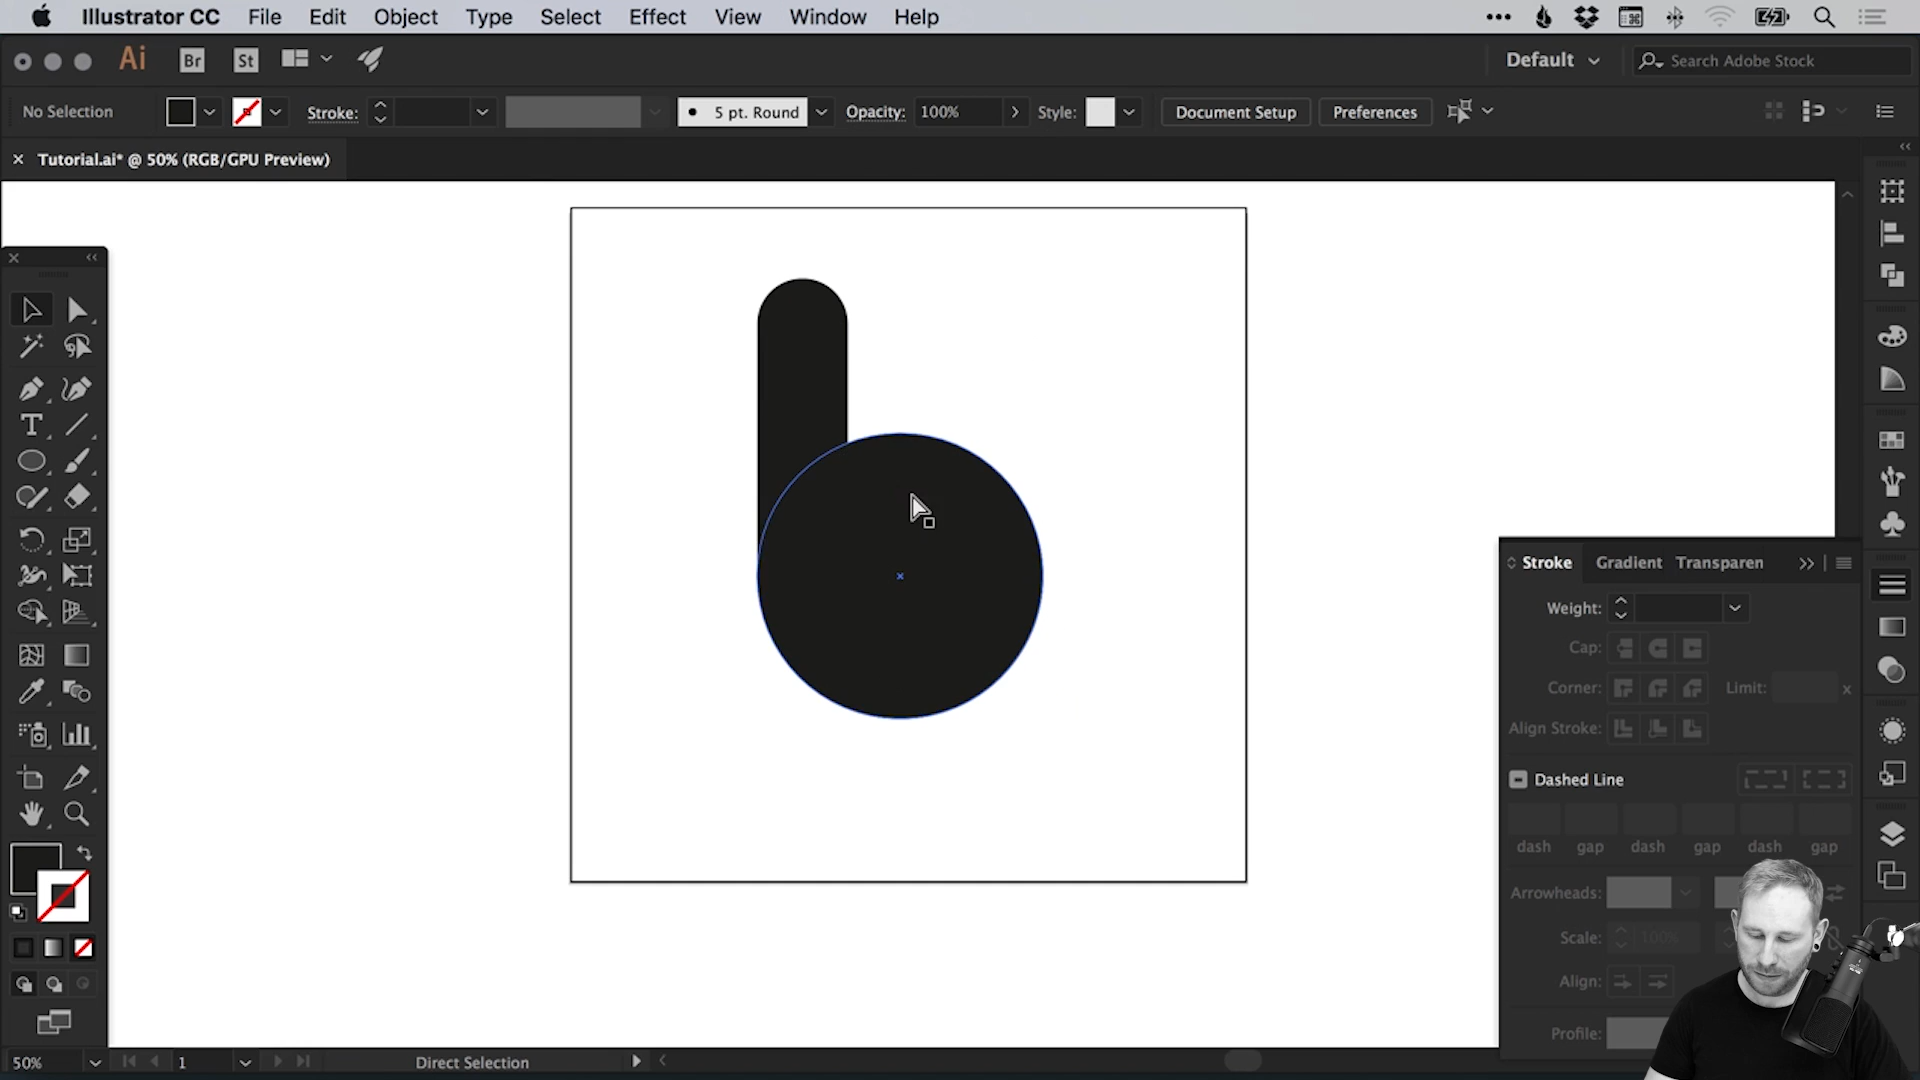 Illustrator CC File Edit Object Type Select Effect View Window Help
Ai Br St Default Search Adobe Stock
No Selection Stroke: 5 pt. Round Opacity: 100% Style: Document Setup Preferences
Tutorial.ai* @ 50% (RGB/GPU Preview)
Stroke Gradient Transparen
Weight:
Cap:
Corner: Limit: x
Align Stroke:
Dashed Line
dash gap dash gap dash gap
Arrowheads:
Scale: 100%
Align:
Profile:
50% 1 Direct Selection